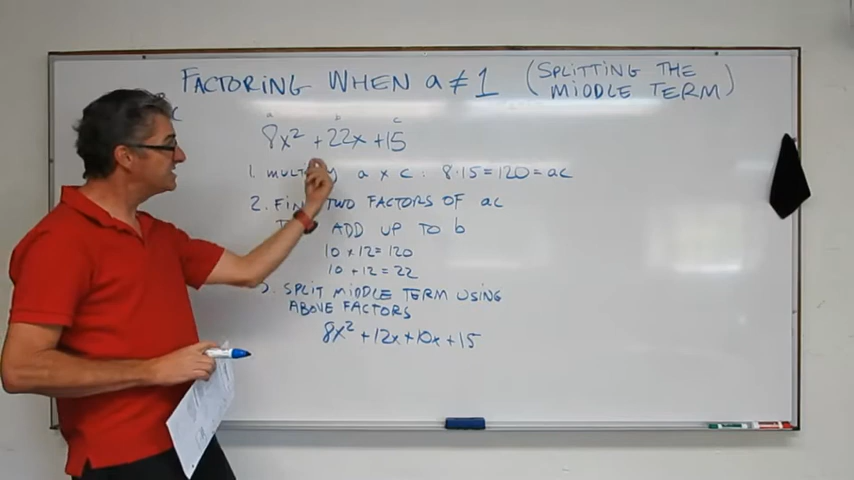 FACTORING WHEN a ≠ 1 (SPLITTING THE MIDDLE TERM)
a b c
8x² + 22x + 15
1. a x c : 8·15 = 120 = ac
2. TWO FACTORS OF ac
ADD UP TO b
10 x 12 = 120
10 + 12 = 22
. SPLIT MIDDLE TERM USING
ABOVE FACTORS
8x² + 12x + 10x + 15